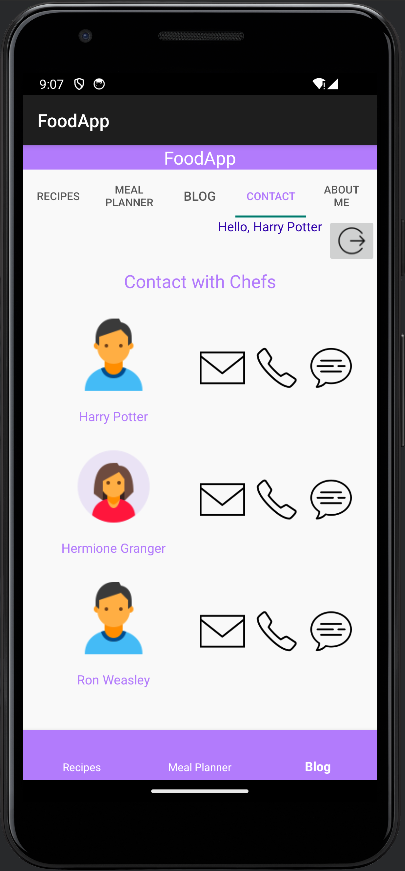 9:07
FoodApp
FoodApp
RECIPES
MEAL
PLANNER
BLOG
CONTACT
ABOUT
ME
Hello, Harry Potter
Contact with Chefs
Harry Potter
Hermione Granger
Ron Weasley
Recipes
Meal Planner
Blog